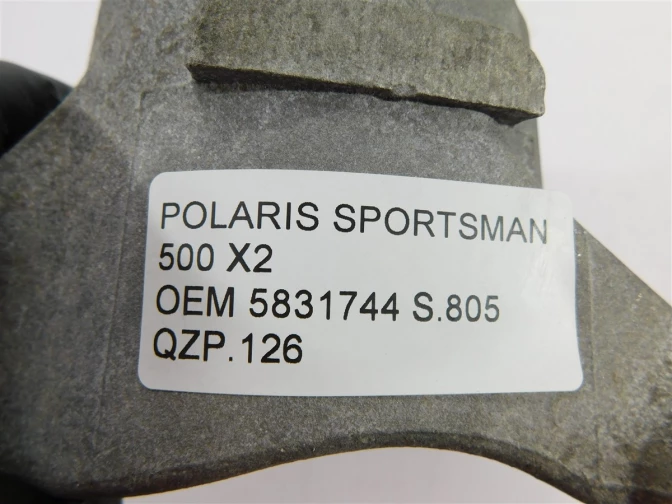 POLARIS SPORTSMAN
500 X2
OEM 5831744 S.805
QZP.126